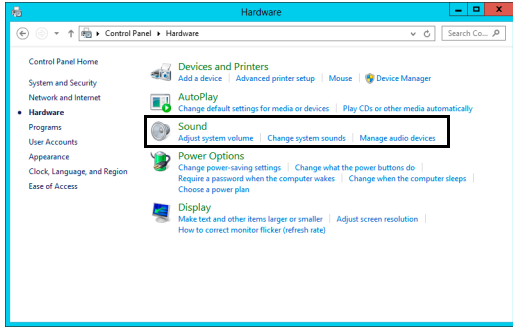 Hardware
Control Panel ▸ Hardware
Search Co...
Control Panel Home
System and Security
Network and Internet
Hardware
Programs
User Accounts
Appearance
Clock, Language, and Region
Ease of Access
Devices and Printers
Add a device | Advanced printer setup | Mouse | Device Manager
AutoPlay
Change default settings for media or devices | Play CDs or other media automatically
Sound
Adjust system volume | Change system sounds | Manage audio devices
Power Options
Change power-saving settings | Change what the power buttons do |
Require a password when the computer wakes | Change when the computer sleeps |
Choose a power plan
Display
Make text and other items larger or smaller | Adjust screen resolution |
How to correct monitor flicker (refresh rate)